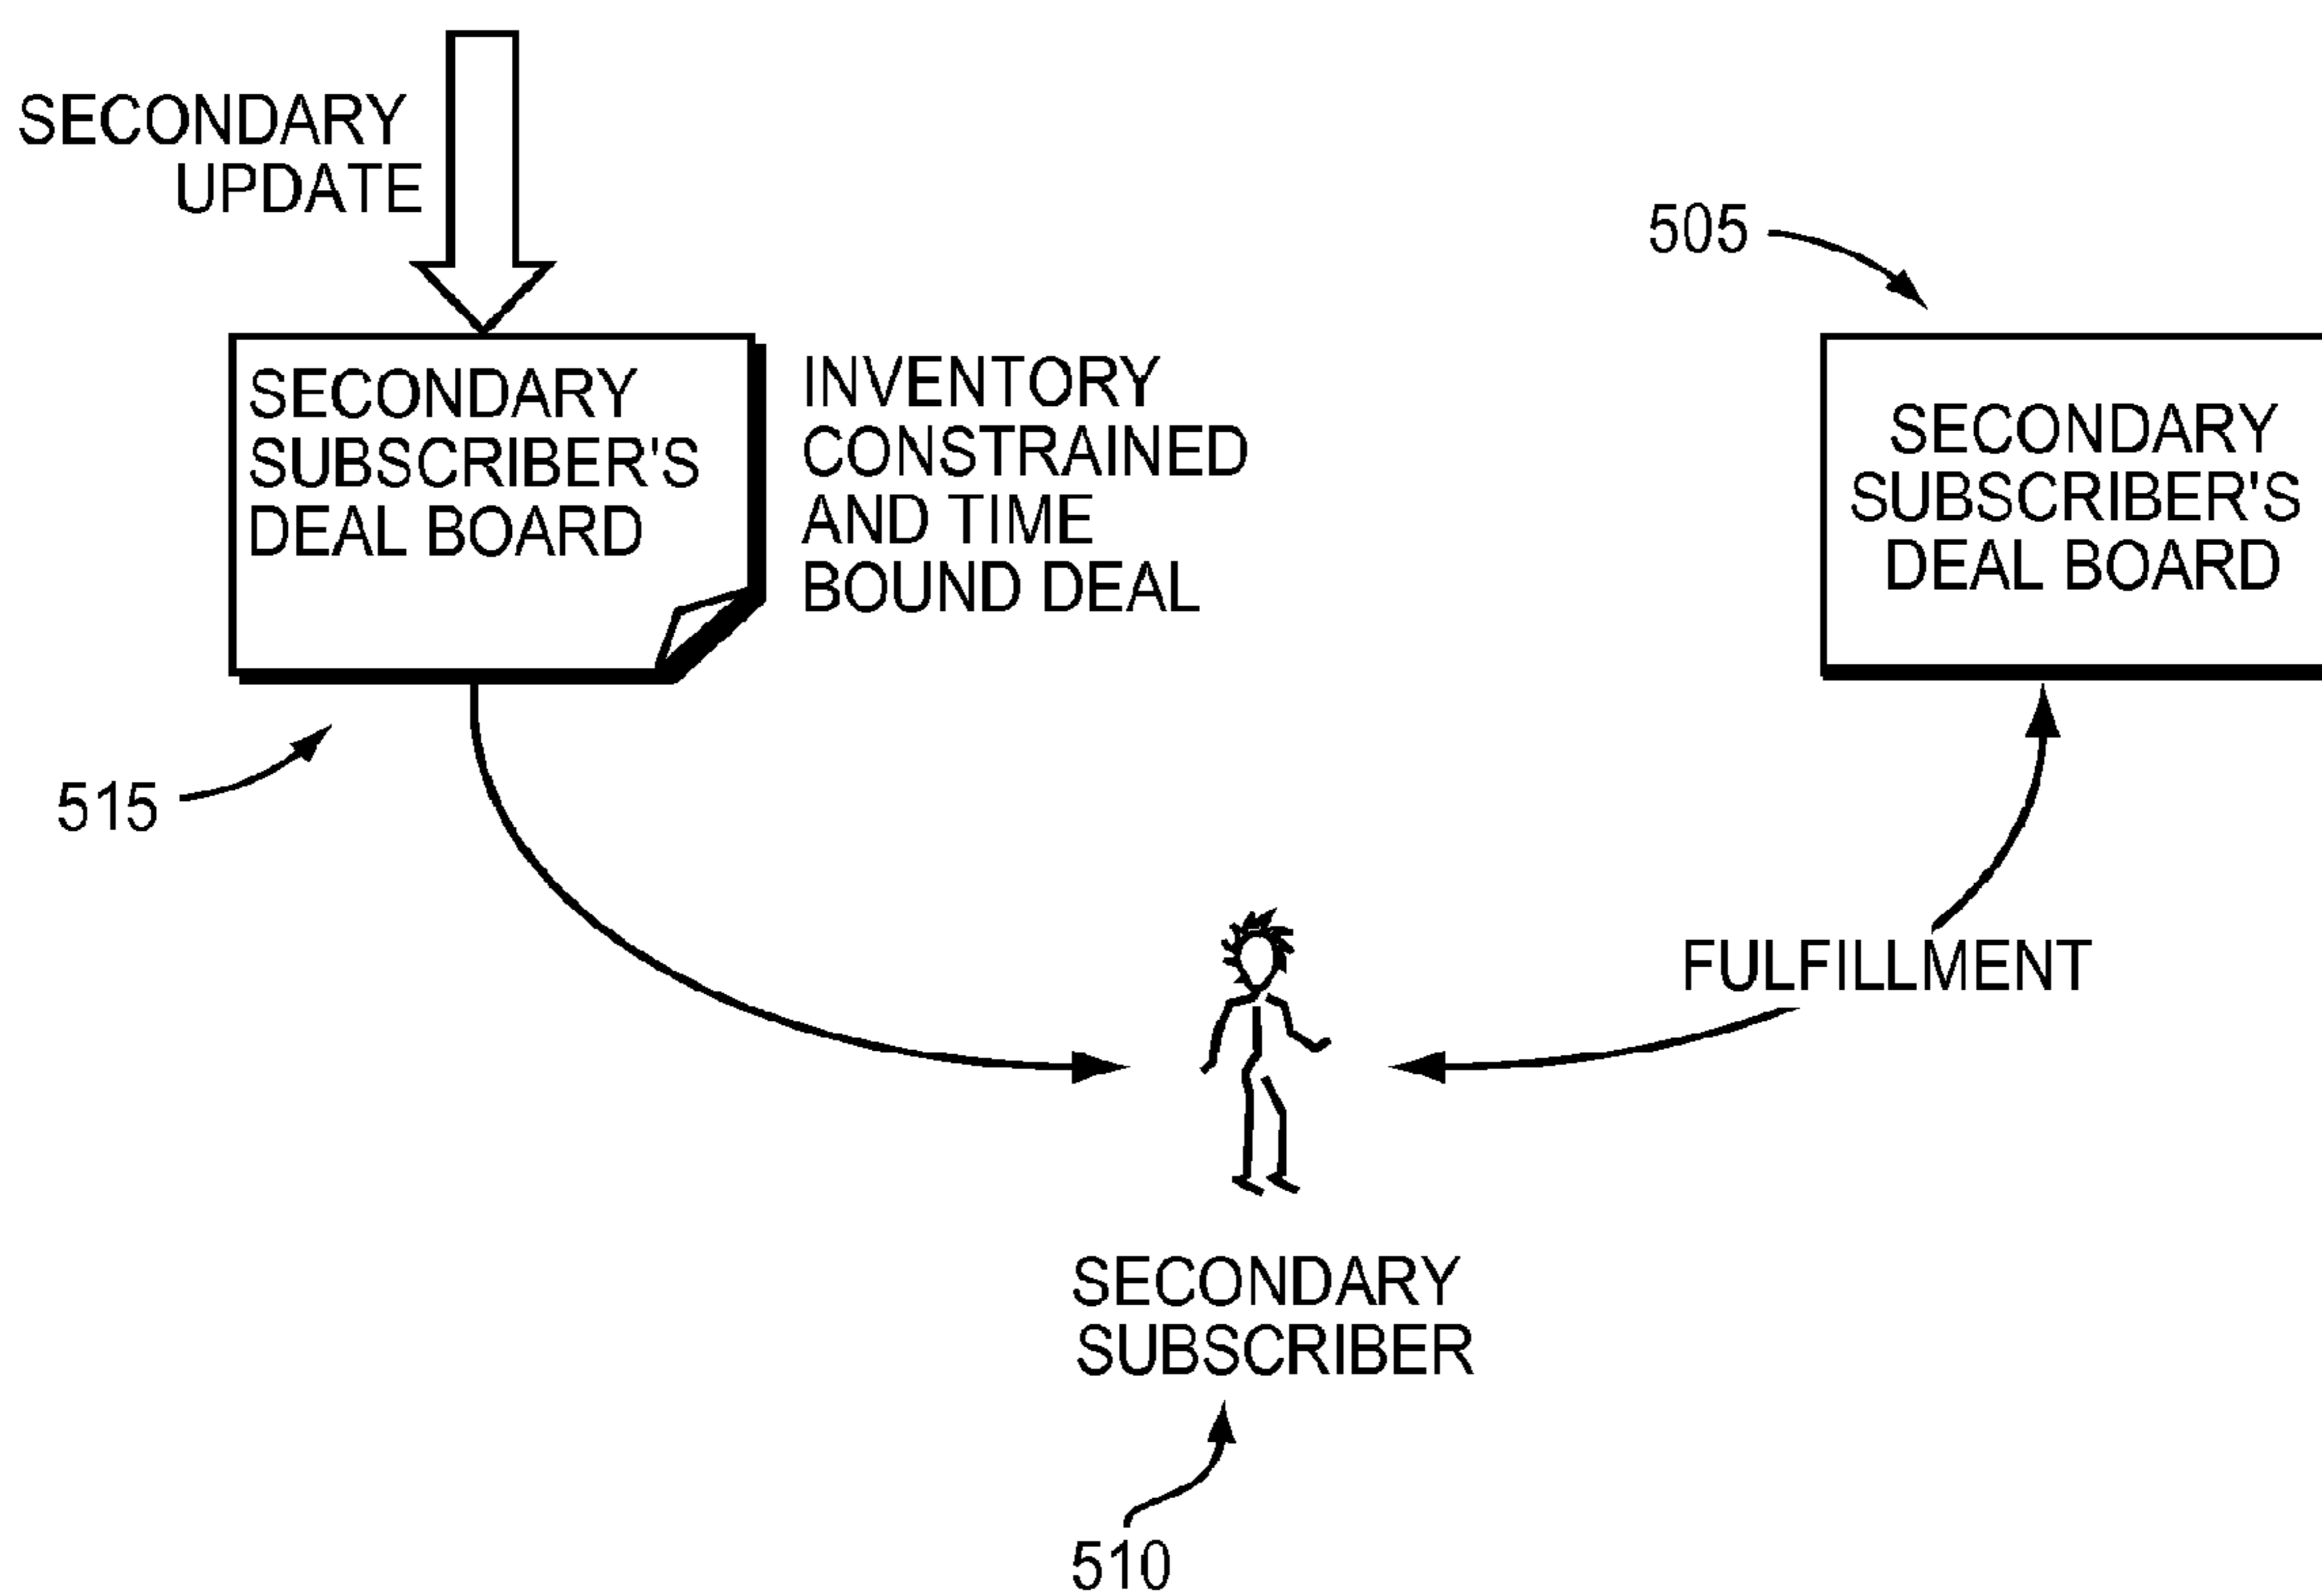 SECONDARY
UPDATE
505
SECONDARY
SUBSCRIBER'S
DEAL BOARD
INVENTORY
CONSTRAINED
AND TIME
BOUND DEAL
SECONDARY
SUBSCRIBER'S
DEAL BOARD
515
FULFILLMENT
SECONDARY
SUBSCRIBER
510